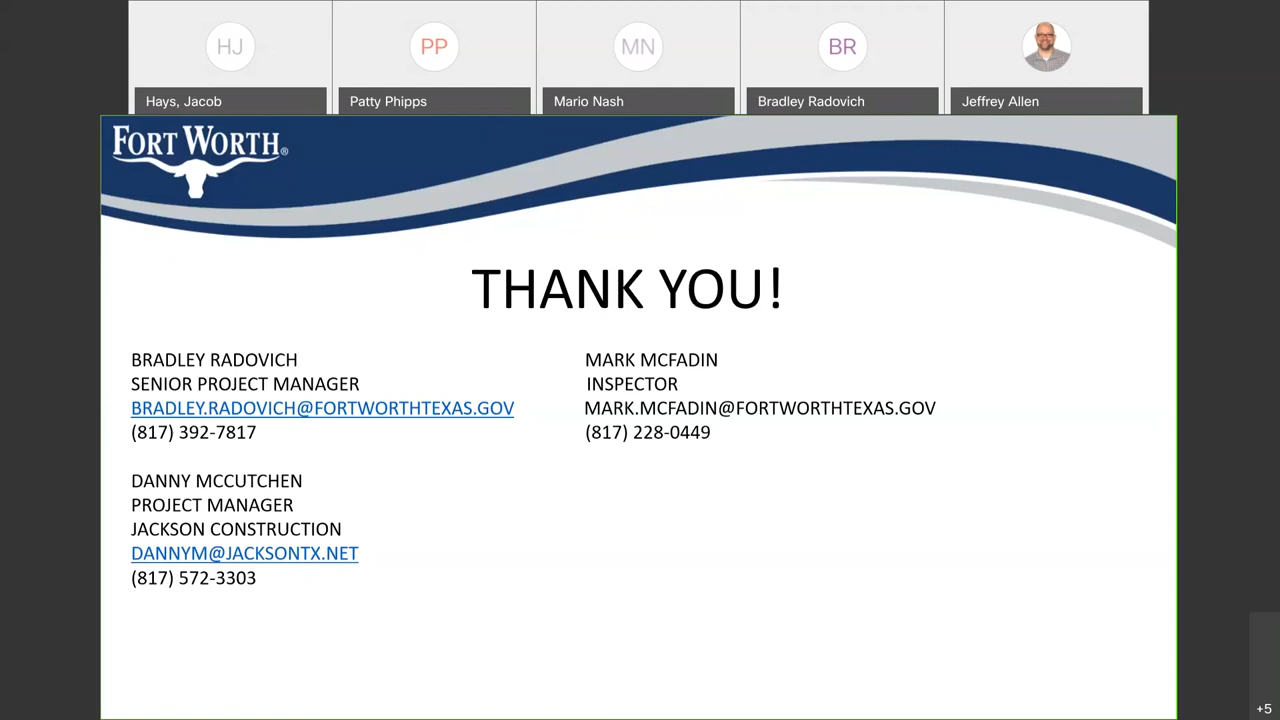 HJ
PP
MN
BR
Hays, Jacob
Patty Phipps
Mario Nash
Bradley Radovich
Jeffrey Allen
FORT WORTH®
THANK YOU!
BRADLEY RADOVICH
SENIOR PROJECT MANAGER
BRADLEY.RADOVICH@FORTWORTHTEXAS.GOV
(817) 392-7817
MARK MCFADIN
INSPECTOR
MARK.MCFADIN@FORTWORTHTEXAS.GOV
(817) 228-0449
DANNY MCCUTCHEN
PROJECT MANAGER
JACKSON CONSTRUCTION
DANNYM@JACKSONTX.NET
(817) 572-3303
+5